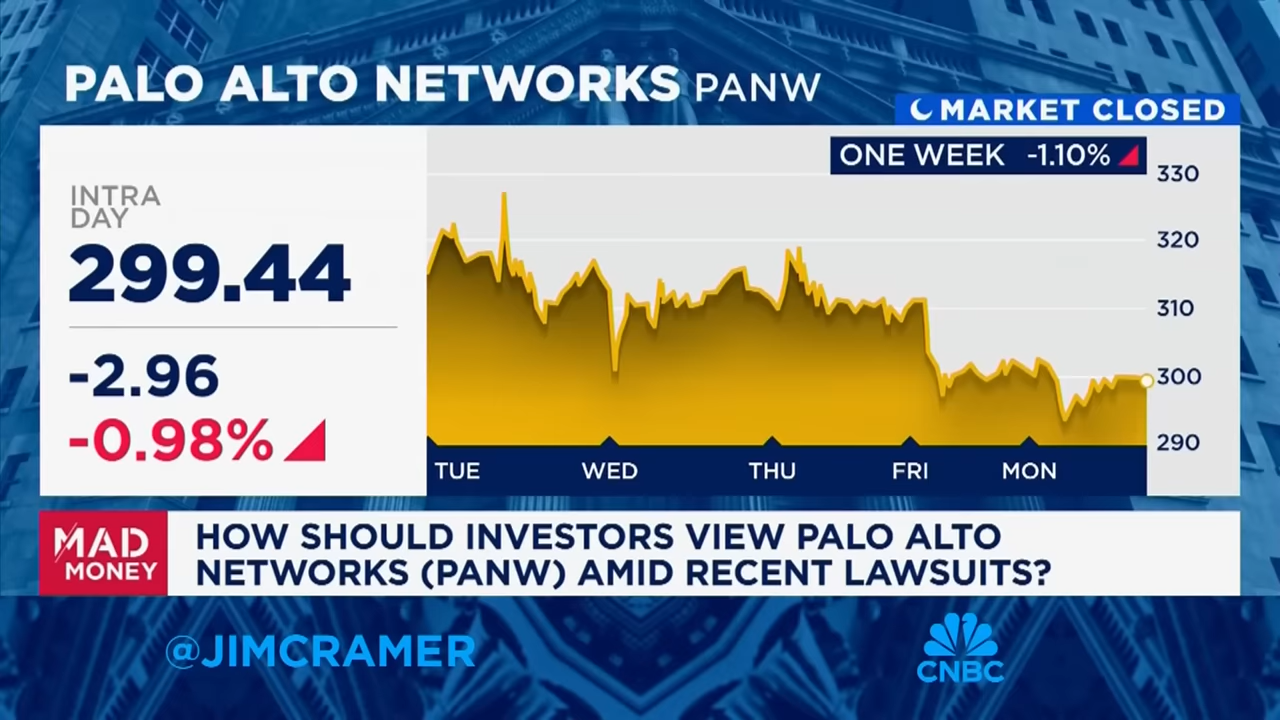 PALO ALTO NETWORKS PANW
MARKET CLOSED
ONE WEEK -1.10%
INTRA
DAY
299.44
-2.96
-0.98%
330
320
310
300
290
TUE WED THU FRI MON
MAD
MONEY
HOW SHOULD INVESTORS VIEW PALO ALTO
NETWORKS (PANW) AMID RECENT LAWSUITS?
@JIMCRAMER
CNBC